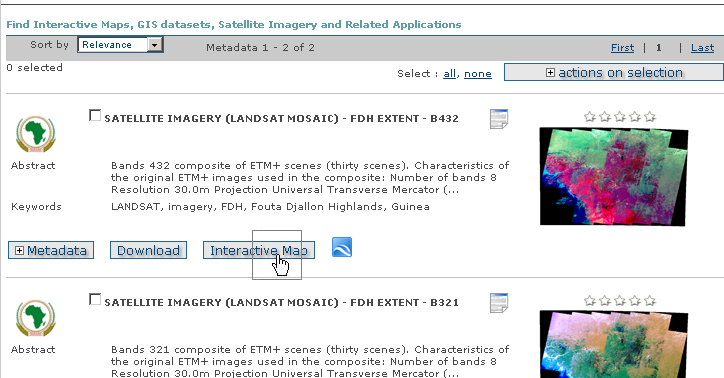 Find Interactive Maps, GIS datasets, Satellite Imagery and Related Applications
Sort by Relevance Metadata 1 - 2 of 2 First | 1 | Last
0 selected
Select : all, none actions on selection
SATELLITE IMAGERY (LANDSAT MOSAIC) - FDH EXTENT - B432
Abstract
Bands 432 composite of ETM+ scenes (thirty scenes). Characteristics of
the original ETM+ images used in the composite: Number of bands 8
Resolution 30.0m Projection Universal Transverse Mercator (...
Keywords
LANDSAT, imagery, FDH, Fouta Djallon Highlands, Guinea
Metadata Download Interactive Map
SATELLITE IMAGERY (LANDSAT MOSAIC) - FDH EXTENT - B321
Abstract
Bands 321 composite of ETM+ scenes (thirty scenes). Characteristics of
the original ETM+ images used in the composite: Number of bands 8
Resolution 30.0m Projection Universal Transverse Mercator (...